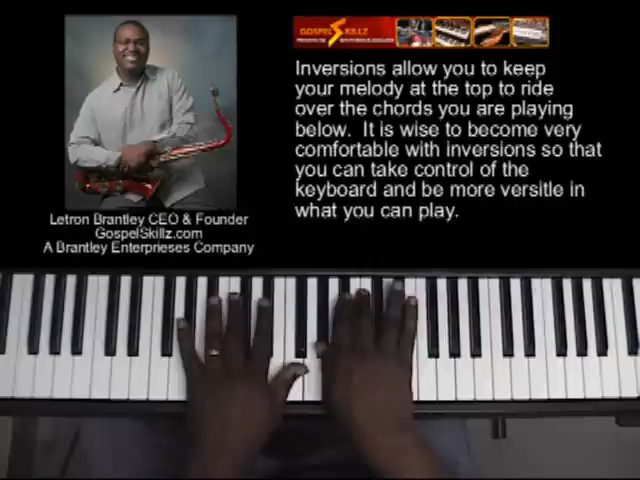 GOSPEL SKILLZ
Inversions allow you to keep
your melody at the top to ride
over the chords you are playing
below. It is wise to become very
comfortable with inversions so that
you can take control of the
keyboard and be more versitle in
what you can play.
Letron Brantley CEO & Founder
GospelSkillz.com
A Brantley Enterprieses Company